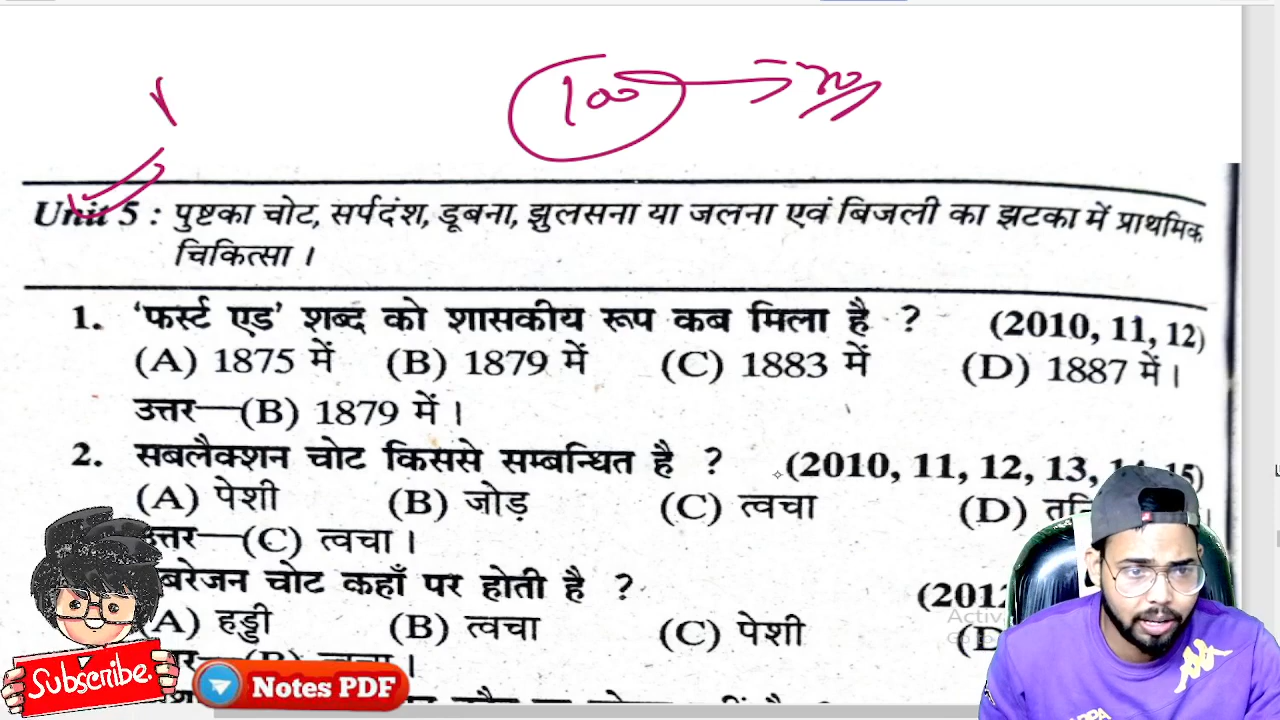 100
Unit 5 : पुष्टका चोट, सर्पदंश, डूबना, झुलसना या जलना एवं बिजली का झटका में प्राथमिक
चिकित्सा ।
1. 'फर्स्ट एड' शब्द को शासकीय रूप कब मिला है ? (2010, 11, 12)
(A) 1875 में (B) 1879 में (C) 1883 में (D) 1887 में ।
उत्तर—(B) 1879 में ।
2. सबलैक्शन चोट किससे सम्बन्धित है ? (2010, 11, 12, 13,
(A) पेशी (B) जोड़ (C) त्वचा (D)
(C) त्वचा ।
चोट कहाँ पर होती है ?
(A) हड्डी (B) त्वचा (C) पेशी
Subscribe.
Notes PDF